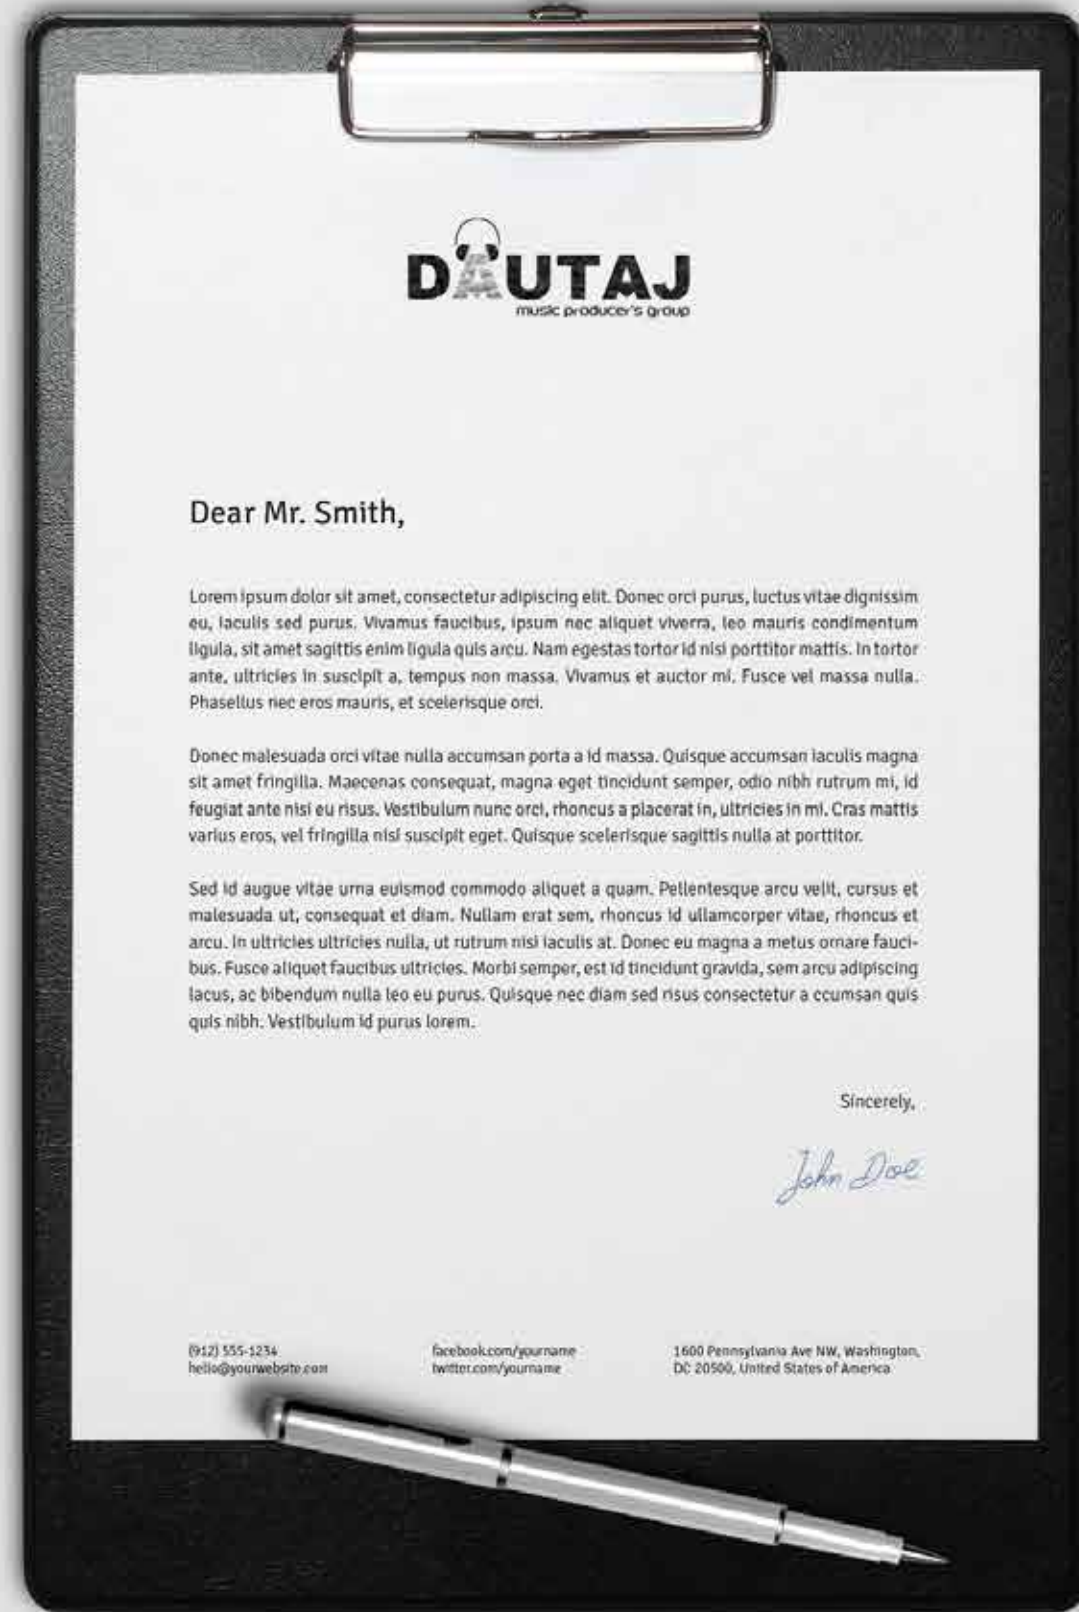 DAUTAJ
music producer's group
Dear Mr. Smith,
Lorem ipsum dolor sit amet, consectetur adipiscing elit. Donec orci purus, luctus vitae dignissim
eu, iaculis sed purus. Vivamus faucibus, ipsum nec aliquet viverra, leo mauris condimentum
ligula, sit amet sagittis enim ligula quis arcu. Nam egestas tortor id nisi porttitor mattis. In tortor
ante, ultricies in suscipit a, tempus non massa. Vivamus et auctor mi. Fusce vel massa nulla.
Phasellus nec eros mauris, et scelerisque orci.
Donec malesuada orci vitae nulla accumsan porta a id massa. Quisque accumsan iaculis magna
sit amet fringilla. Maecenas consequat, magna eget tincidunt semper, odio nibh rutrum mi, id
feugiat ante nisi eu risus. Vestibulum nunc orci, rhoncus a placerat in, ultricies in mi. Cras mattis
varius eros, vel fringilla nisl suscipit eget. Quisque scelerisque sagittis nulla at porttitor.
Sed id augue vitae urna euismod commodo aliquet a quam. Pellentesque arcu velit, cursus et
malesuada ut, consequat et diam. Nullam erat sem, rhoncus id ullamcorper vitae, rhoncus et
arcu. In ultricies ultricies nulla, ut rutrum nisi iaculis at. Donec eu magna a metus ornare fauci-
bus. Fusce aliquet faucibus ultricies. Morbi semper, est id tincidunt gravida, sem arcu adipiscing
lacus, ac bibendum nulla leo eu purus. Quisque nec diam sed risus consectetur a ccumsan quis
quis nibh. Vestibulum id purus lorem.
Sincerely,
John Doe
(912) 555-1234
hello@yourwebsite.com
facebook.com/yourname
twitter.com/yourname
1600 Pennsylvania Ave NW, Washington,
DC 20500, United States of America